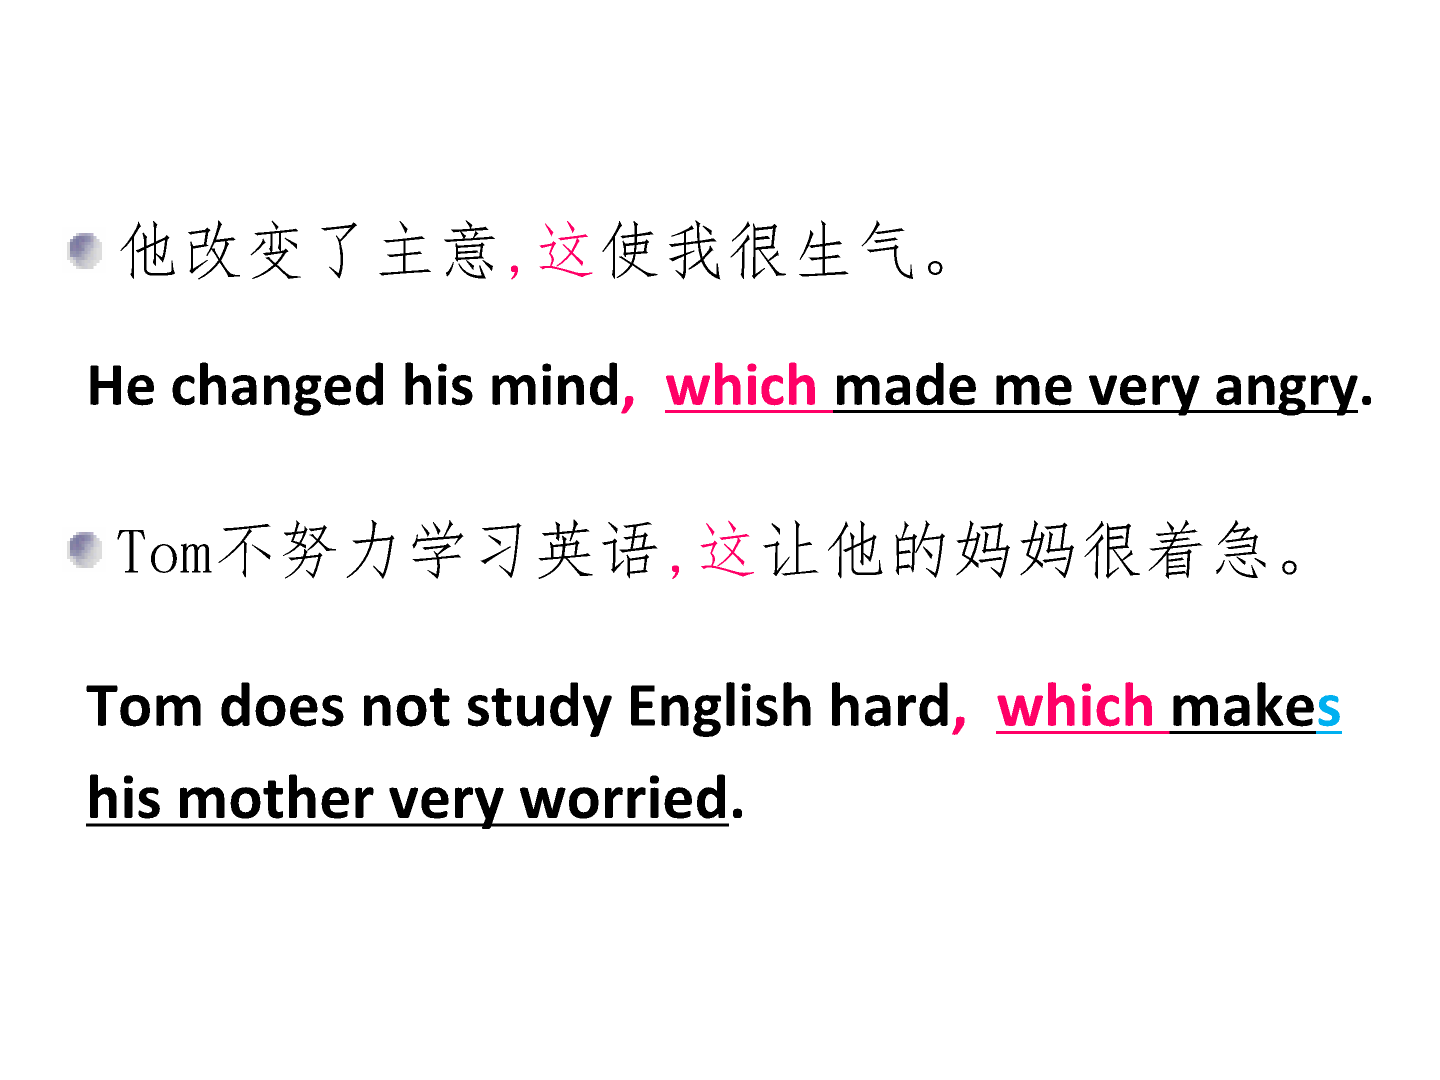 他改变了主意,这使我很生气。
He changed his mind, which made me very angry.
Tom不努力学习英语,这让他的妈妈很着急。
Tom does not study English hard, which makes
his mother very worried.